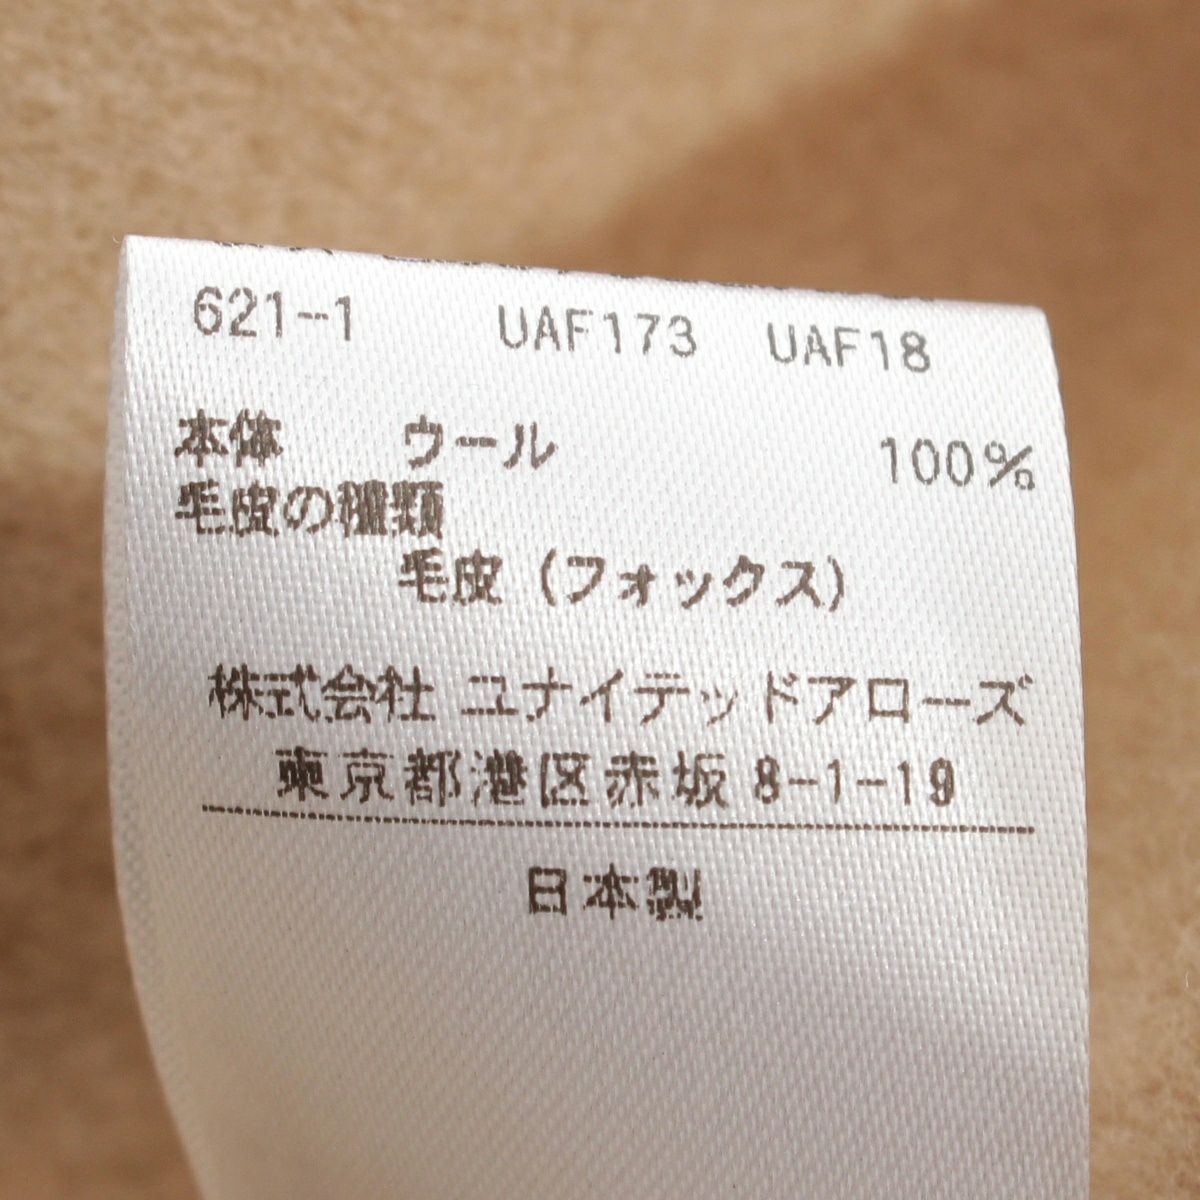 621-1 UAF173 UAF18
本体 ウール 100%
毛皮の種類
毛皮(フォックス)
株式会社 ユナイテッドアローズ
東京都港区赤坂8-1-19
日本製